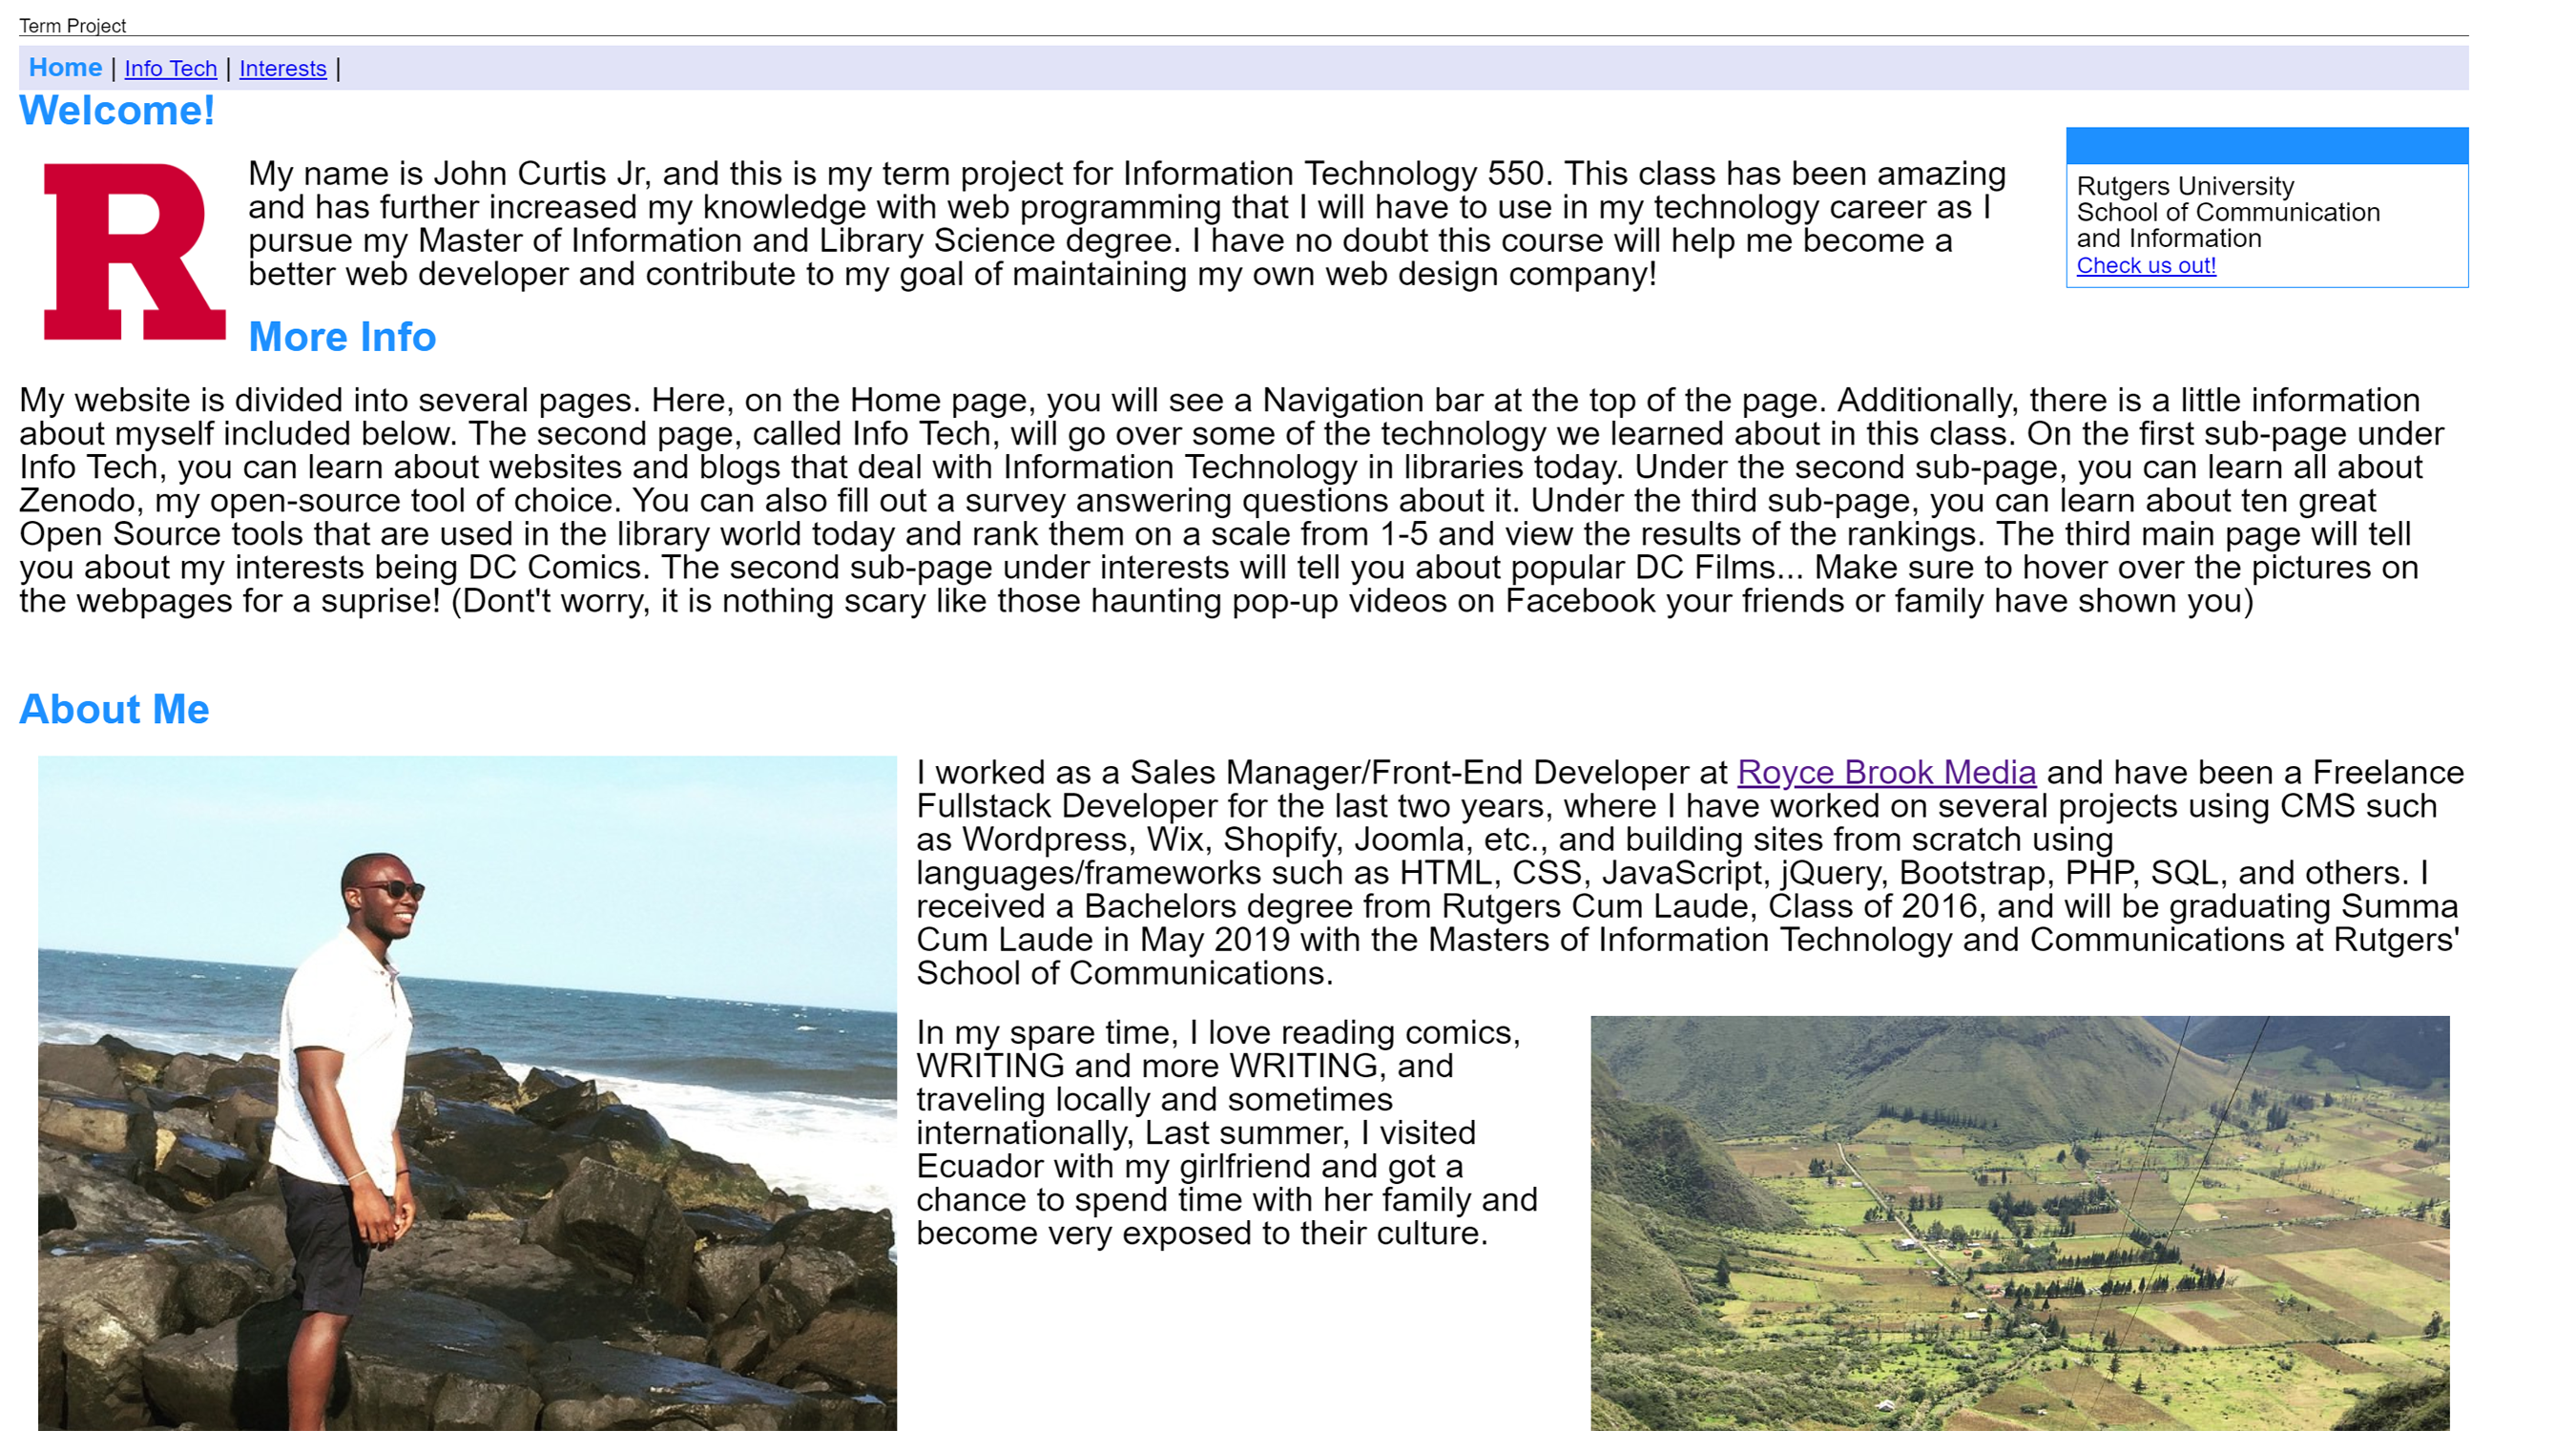 Term Project
Home | Info Tech | Interests |
Welcome!
R
My name is John Curtis Jr, and this is my term project for Information Technology 550. This class has been amazing
and has further increased my knowledge with web programming that I will have to use in my technology career as I
pursue my Master of Information and Library Science degree. I have no doubt this course will help me become a
better web developer and contribute to my goal of maintaining my own web design company!
Rutgers University
School of Communication
and Information
Check us out!
More Info
My website is divided into several pages. Here, on the Home page, you will see a Navigation bar at the top of the page. Additionally, there is a little information
about myself included below. The second page, called Info Tech, will go over some of the technology we learned about in this class. On the first sub-page under
Info Tech, you can learn about websites and blogs that deal with Information Technology in libraries today. Under the second sub-page, you can learn all about
Zenodo, my open-source tool of choice. You can also fill out a survey answering questions about it. Under the third sub-page, you can learn about ten great
Open Source tools that are used in the library world today and rank them on a scale from 1-5 and view the results of the rankings. The third main page will tell
you about my interests being DC Comics. The second sub-page under interests will tell you about popular DC Films... Make sure to hover over the pictures on
the webpages for a suprise! (Dont't worry, it is nothing scary like those haunting pop-up videos on Facebook your friends or family have shown you)
About Me
I worked as a Sales Manager/Front-End Developer at Royce Brook Media and have been a Freelance
Fullstack Developer for the last two years, where I have worked on several projects using CMS such
as Wordpress, Wix, Shopify, Joomla, etc., and building sites from scratch using
languages/frameworks such as HTML, CSS, JavaScript, jQuery, Bootstrap, PHP, SQL, and others. I
received a Bachelors degree from Rutgers Cum Laude, Class of 2016, and will be graduating Summa
Cum Laude in May 2019 with the Masters of Information Technology and Communications at Rutgers'
School of Communications.
In my spare time, I love reading comics,
WRITING and more WRITING, and
traveling locally and sometimes
internationally, Last summer, I visited
Ecuador with my girlfriend and got a
chance to spend time with her family and
become very exposed to their culture.